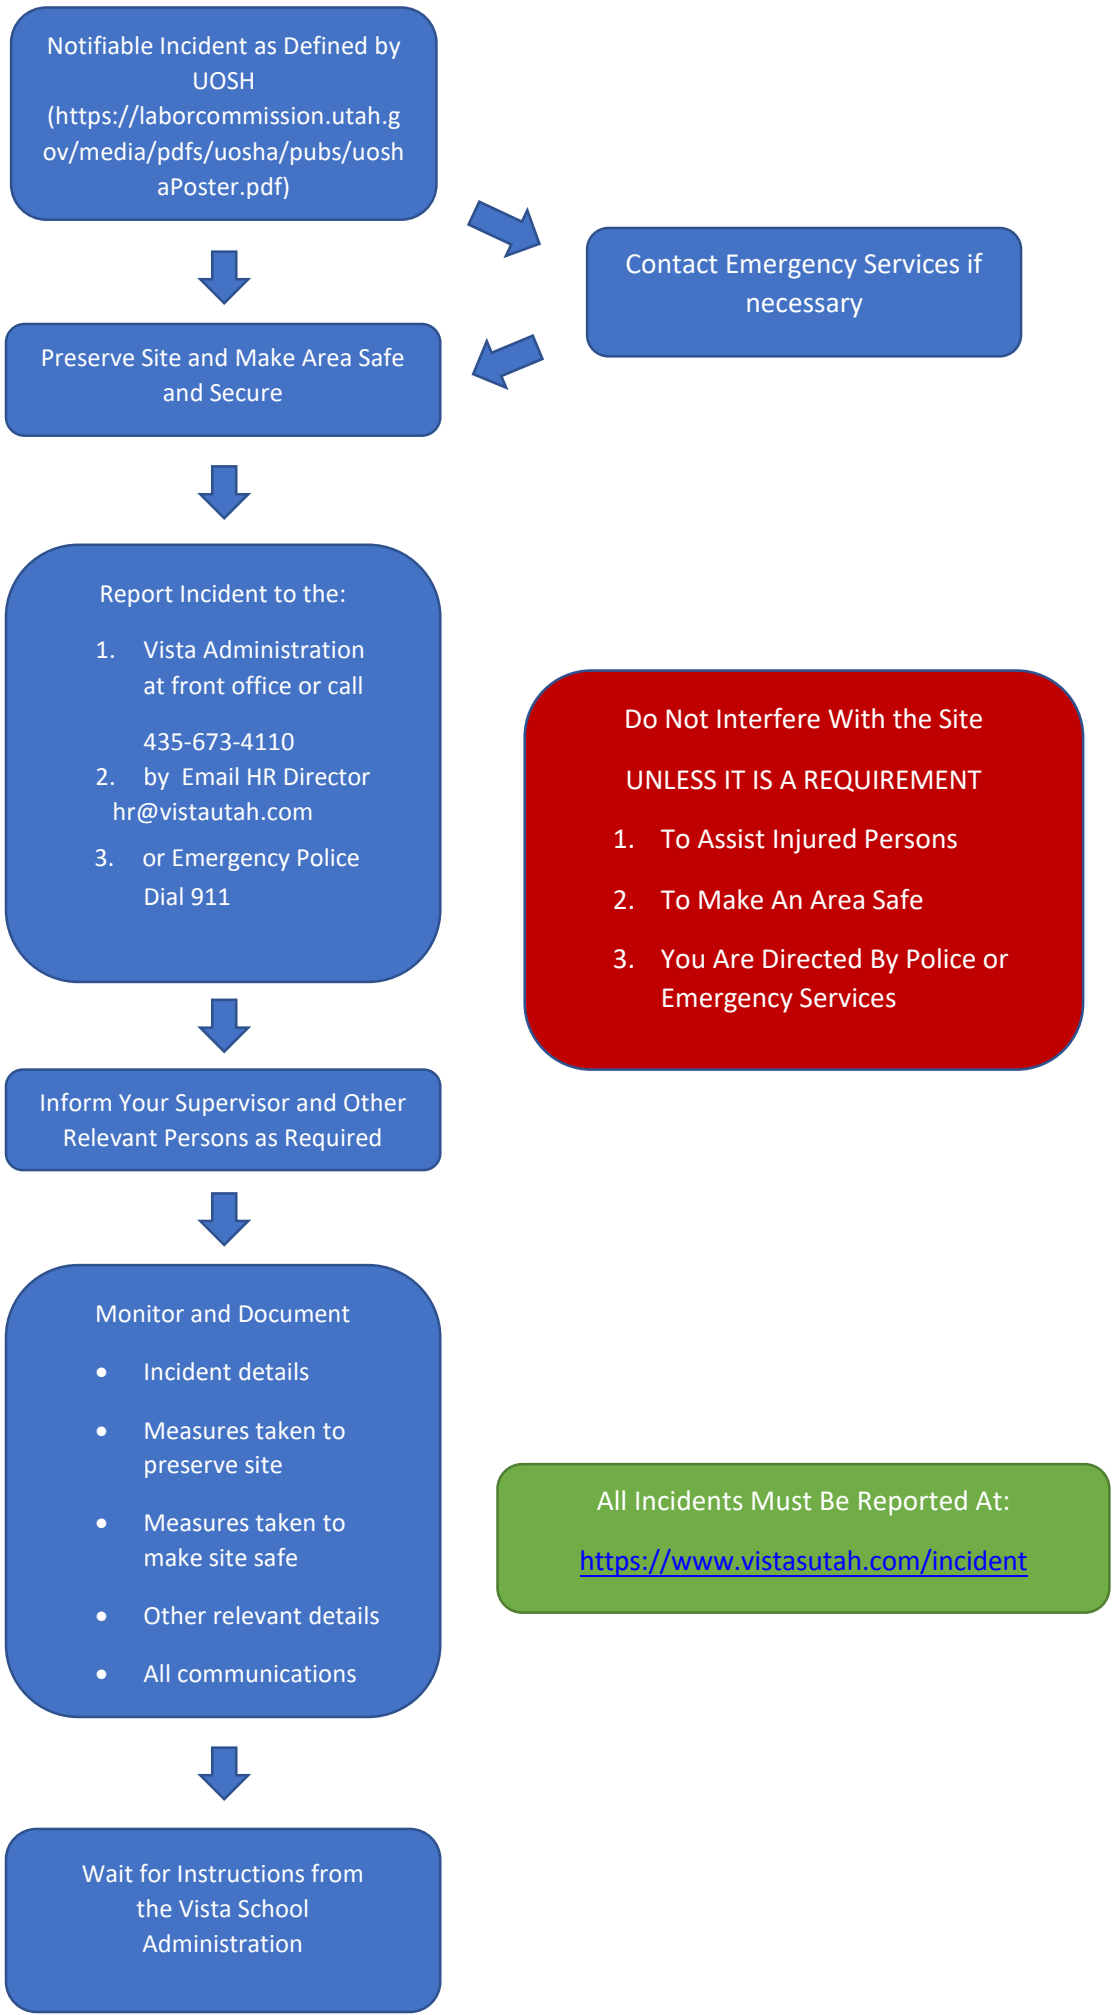 Notifiable Incident as Defined by
UOSH
(https://laborcommission.utah.g
ov/media/pdfs/uosha/pubs/uosh
aPoster.pdf)
Contact Emergency Services if
necessary
Preserve Site and Make Area Safe
and Secure
Report Incident to the:
1. Vista Administration
at front office or call
435-673-4110
2. by Email HR Director
hr@vistautah.com
3. or Emergency Police
Dial 911
Do Not Interfere With the Site
UNLESS IT IS A REQUIREMENT
1. To Assist Injured Persons
2. To Make An Area Safe
3. You Are Directed By Police or
Emergency Services
Inform Your Supervisor and Other
Relevant Persons as Required
Monitor and Document
• Incident details
• Measures taken to
preserve site
• Measures taken to
make site safe
• Other relevant details
• All communications
All Incidents Must Be Reported At:
https://www.vistasutah.com/incident
Wait for Instructions from
the Vista School
Administration